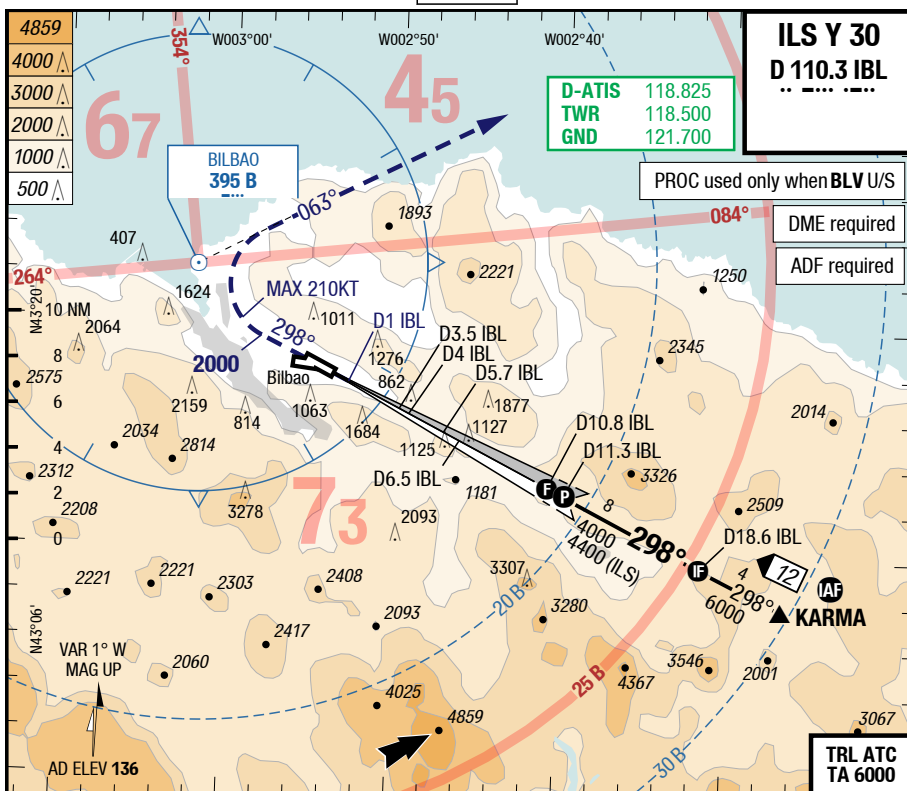 4859
4000
3000
2000
1000
500
W003°00'
W002°50'
W002°40'
ILS Y 30
D 110.3 IBL
D-ATIS 118.825
TWR 118.500
GND 121.700
PROC used only when BLV U/S
DME required
ADF required
354°
67
45
BILBAO
395 B
063°
1893
084°
407
264°
2221
1250
N43°20'
10 NM
1624
MAX 210KT
1011
D1 IBL
2064
298°
D3.5 IBL
2000
1276
D4 IBL
2345
8
Bilbao
862
D5.7 IBL
2575
6
2159
814
1063
1684
1877
2014
1127
D10.8 IBL
4
2034
2814
1125
D11.3 IBL
2312
D6.5 IBL
1181
F
P
8
3326
2
2208
3278
73
2093
4000
4400 (ILS)
298°
2509
D18.6 IBL
0
3307
IF
4
12
IAF
2221
2221
2303
2408
20 B
298°
6000
KARMA
N43°06'
2093
3280
2417
VAR 1° W
MAG UP
2060
3546
2001
25 B
4367
4025
4859
3067
AD ELEV 136
30 B
TRL ATC
TA 6000